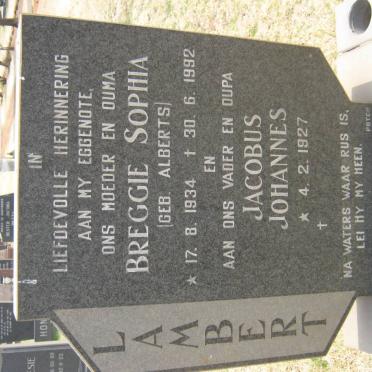 IN
LIEFDEVOLLE HERINNERING
AAN MY EGGENOTE,
ONS MOEDER EN OUMA
BREGGIE SOPHIA
(GEB ALBERTS)
★ 17. 8. 1934 † 30. 6. 1992
EN
AAN ONS VADER EN OUPA
JACOBUS
JOHANNES
★ 4. 2. 1927
†
NA WATERS WAAR RUS IS,
LEI HY MY HEEN.
LAMBERT